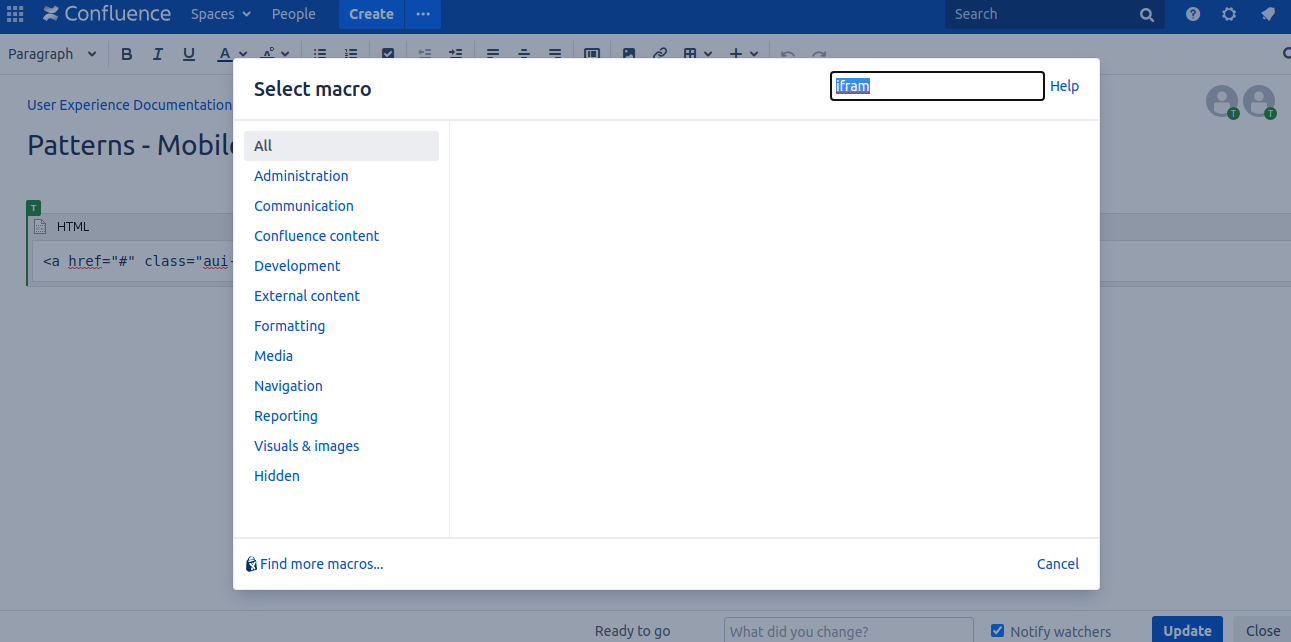 Confluence Spaces People Create ··· Search
Paragraph B I U A
Select macro ifram Help
User Experience Documentation
Patterns - Mobile
All
Administration
Communication
Confluence content
Development
External content
Formatting
Media
Navigation
Reporting
Visuals & images
Hidden
T
T
T
HTML
<a href="#" class="aui-
Find more macros... Cancel
Ready to go What did you change? Notify watchers Update Close